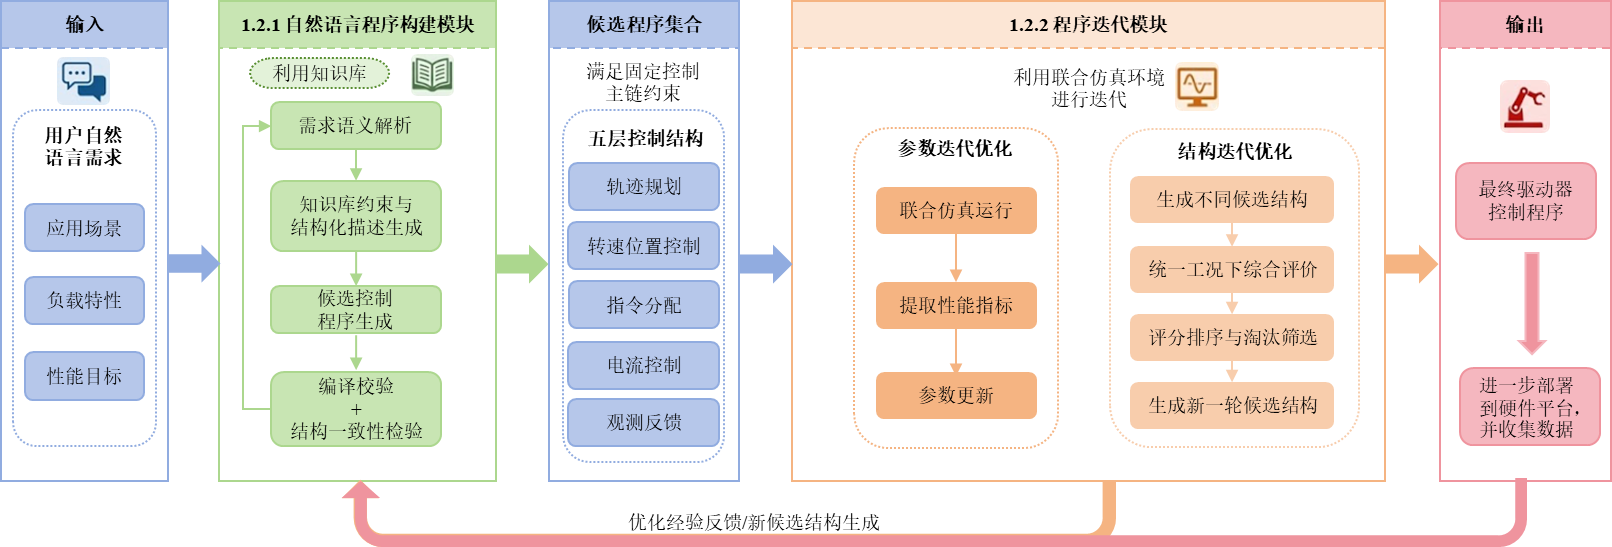 输入
用户自然
语言需求
应用场景
负载特性
性能目标
1.2.1 自然语言程序构建模块
利用知识库
需求语义解析
知识库约束与
结构化描述生成
候选控制
程序生成
编译校验
+
结构一致性检验
候选程序集合
满足固定控制
主链约束
五层控制结构
轨迹规划
转速位置控制
指令分配
电流控制
观测反馈
1.2.2 程序迭代模块
利用联合仿真环境
进行迭代
参数迭代优化
联合仿真运行
提取性能指标
参数更新
结构迭代优化
生成不同候选结构
统一工况下综合评价
评分排序与淘汰筛选
生成新一轮候选结构
输出
最终驱动器
控制程序
进一步部署
到硬件平台,
并收集数据
优化经验反馈/新候选结构生成